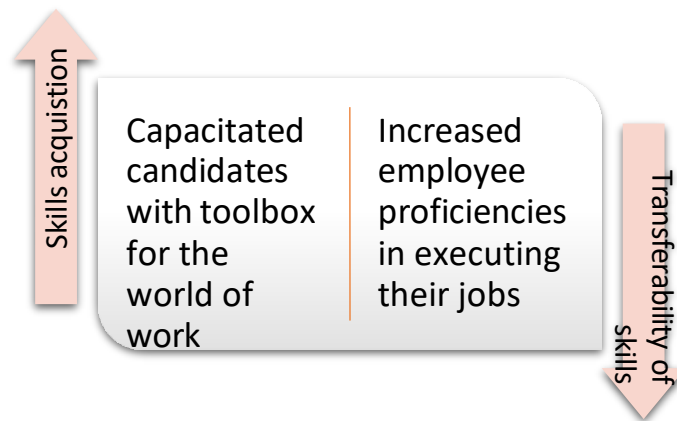 Skills acquistion
Capacitated
candidates
with toolbox
for the
world of
work
Increased
employee
proficiencies
in executing
their jobs
Transferability of
skills